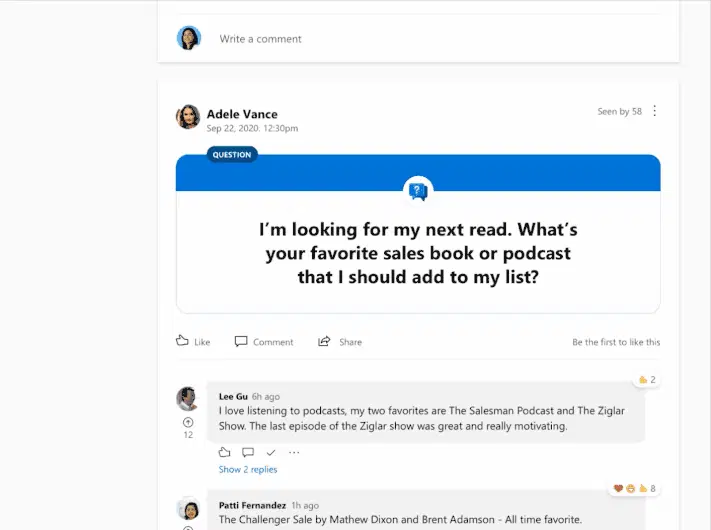 Write a comment
Adele Vance
Seen by 58
Sep 22, 2020. 12:30pm
QUESTION
I'm looking for my next read. What's
your favorite sales book or podcast
that I should add to my list?
Like
Comment
Share
Be the first to like this
2
Lee Gu 6h ago
I love listening to podcasts, my two favorites are The Salesman Podcast and The Ziglar
Show. The last episode of the Ziglar show was great and really motivating.
12
Show 2 replies
8
Patti Fernandez 1h ago
The Challenger Sale by Mathew Dixon and Brent Adamson - All time favorite.